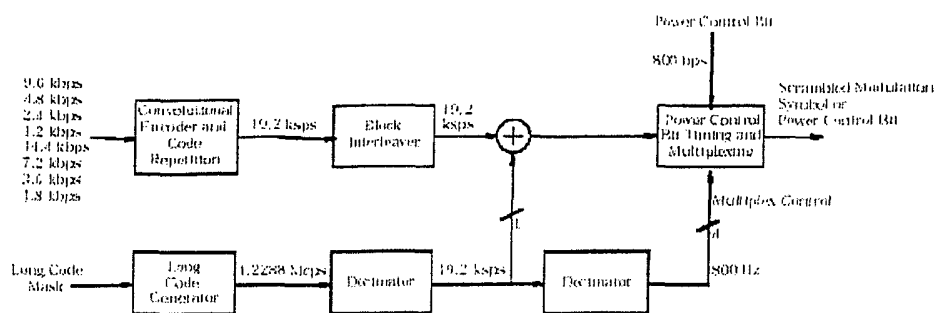 Power Control Bit
800 bps
9.6 kbps
4.8 kbps
2.4 kbps
1.2 kbps
14.4 kbps
7.2 kbps
3.6 kbps
1.8 kbps
Convolutional
Encoder and
Code
Repetition
19.2 ksps
Block
Interleaver
19.2
ksps
Power Control
Bit Timing and
Multiplexing
Scrambled Modulation
Symbol or
Power Control Bit
1
Multiplex Control
4
Long Code
Mask
Long
Code
Generator
1.2288 Mcps
Decimator
19.2 ksps
Decimator
800 Hz